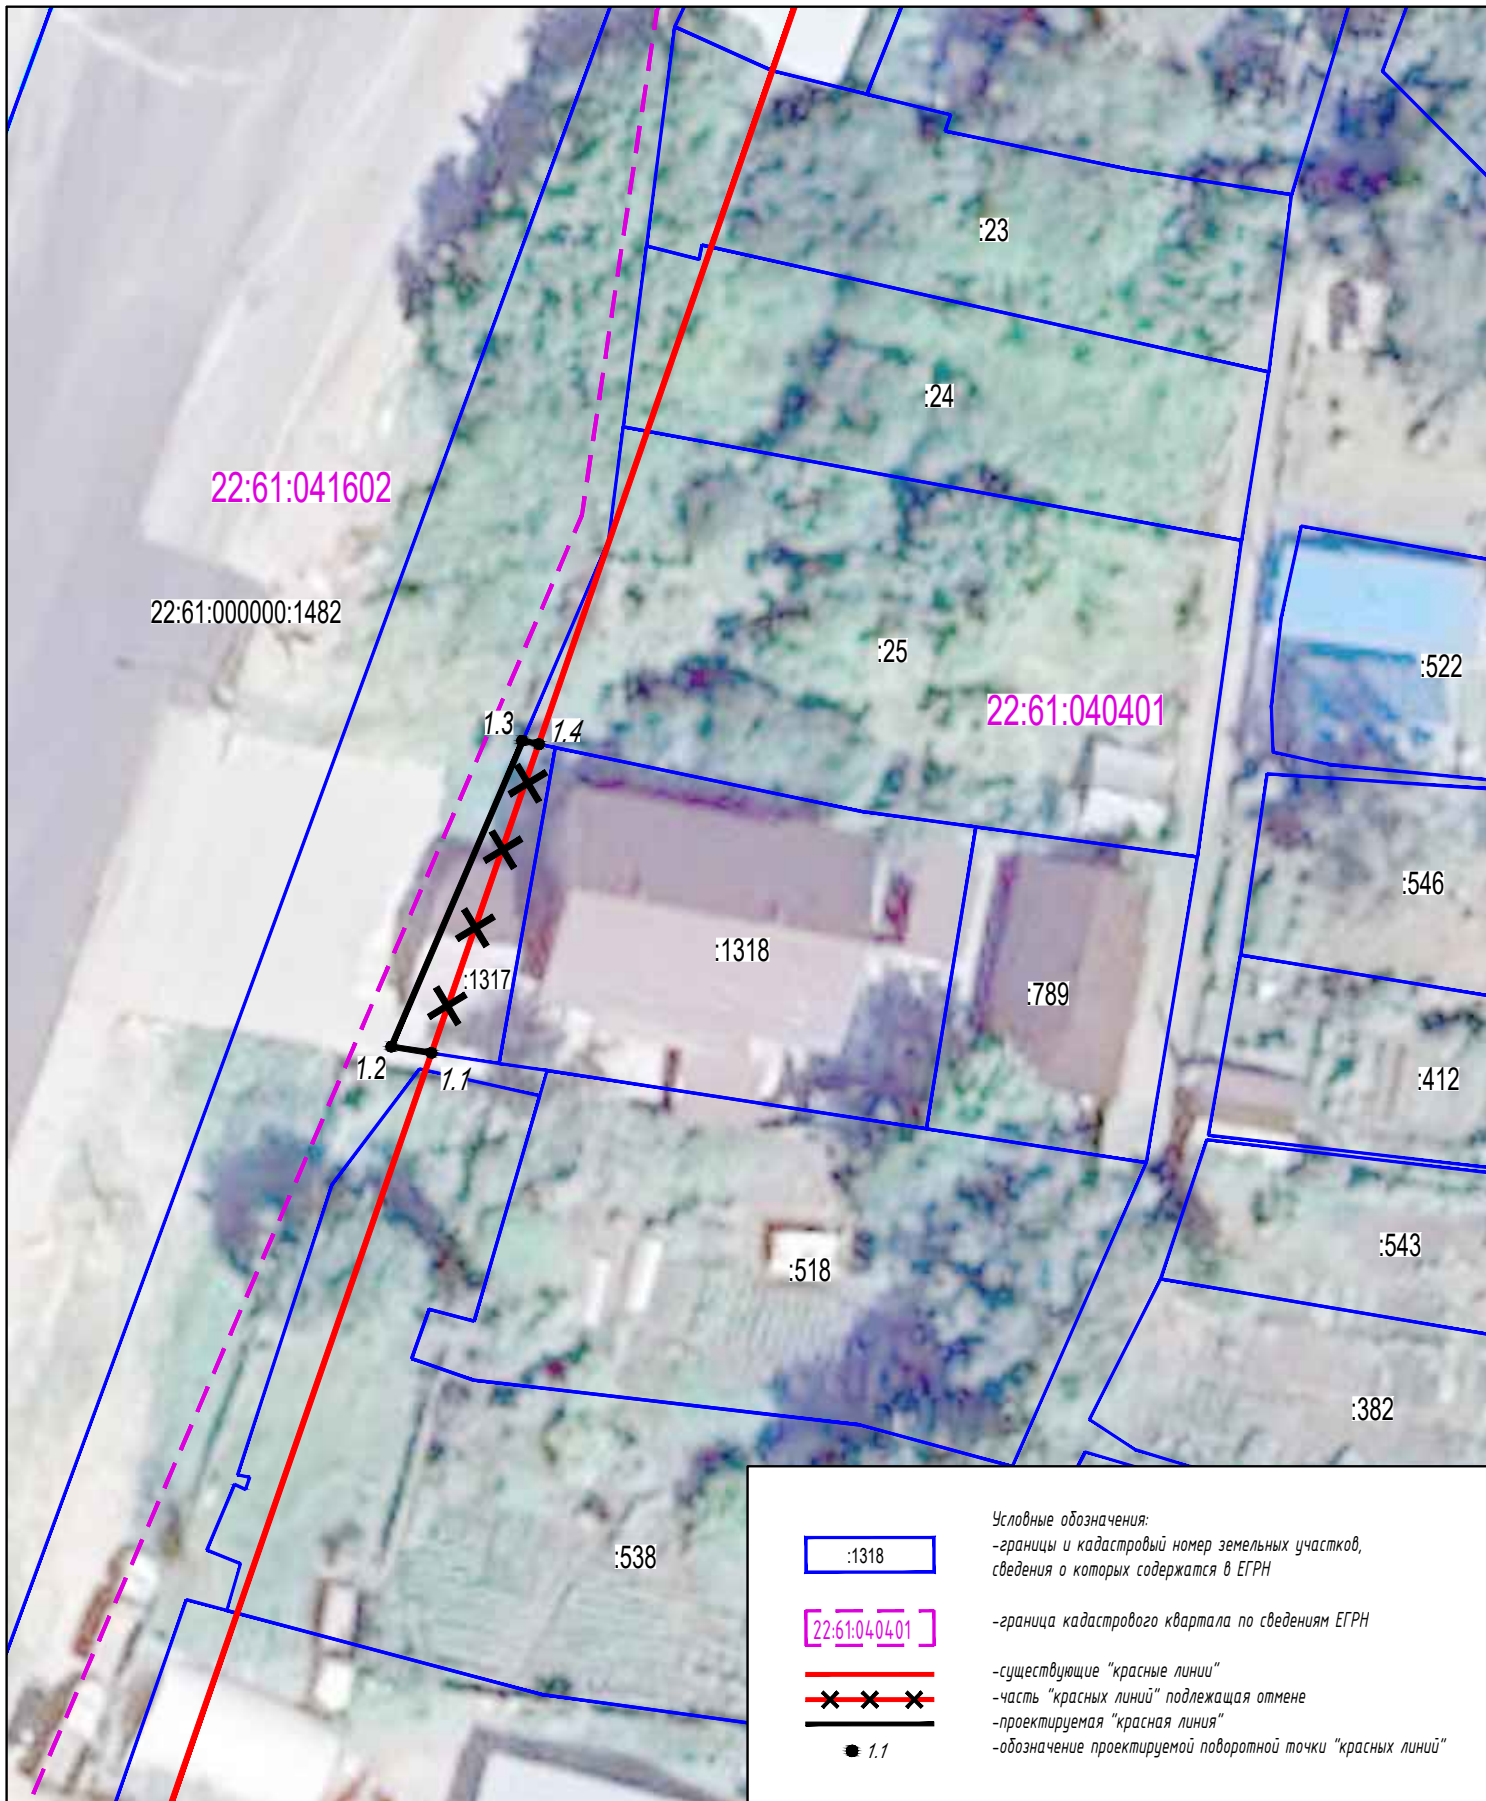 :23
:24
22:61:041602
22:61:000000:1482
:25
:522
22:61:040401
1.3
1.4
:546
:1318
:1317
:789
1.2
1.1
:412
:543
:518
:382
:538
Условные обозначения:
:1318
-границы и кадастровый номер земельных участков,
сведения о которых содержатся в ЕГРН
22:61:040401
-граница кадастрового квартала по сведениям ЕГРН
-существующие "красные линии"
-часть "красных линий" подлежащая отмене
-проектируемая "красная линия"
1.1
-обозначение проектируемой поворотной точки "красных линий"